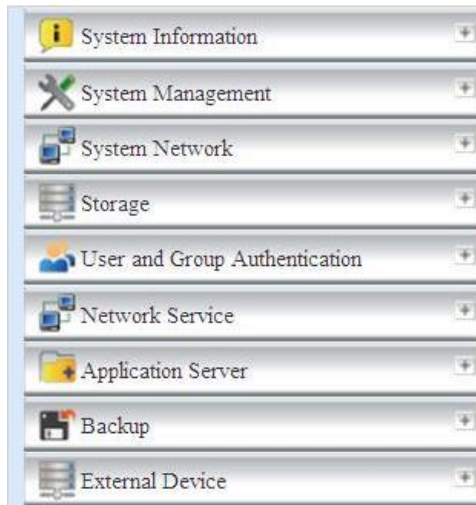 System Information
System Management
System Network
Storage
User and Group Authentication
Network Service
Application Server
Backup
External Device